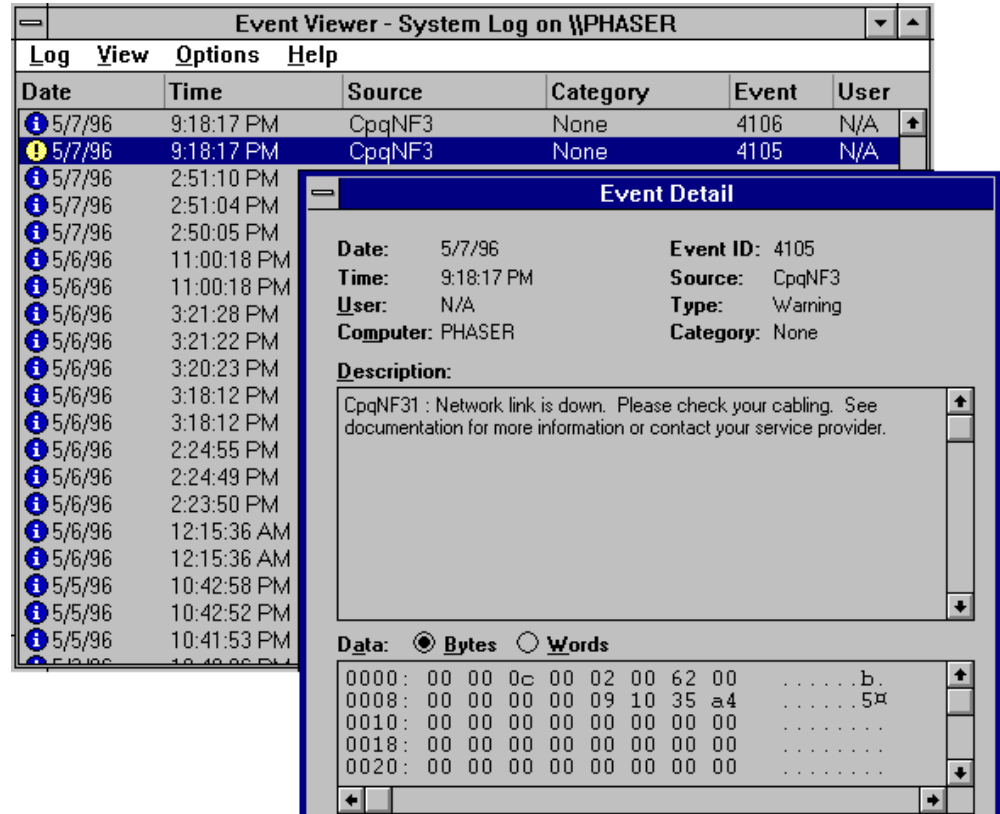 Event Viewer - System Log on \\PHASER
Log View Options Help
Date Time Source Category Event User
5/7/96 9:18:17 PM CpqNF3 None 4106 N/A
5/7/96 9:18:17 PM CpqNF3 None 4105 N/A
5/7/96 2:51:10 PM
5/7/96 2:51:04 PM
5/7/96 2:50:05 PM
5/6/96 11:00:18 PM
5/6/96 11:00:18 PM
5/6/96 3:21:28 PM
5/6/96 3:21:22 PM
5/6/96 3:20:23 PM
5/6/96 3:18:12 PM
5/6/96 3:18:12 PM
5/6/96 2:24:55 PM
5/6/96 2:24:49 PM
5/6/96 2:23:50 PM
5/6/96 12:15:36 AM
5/6/96 12:15:36 AM
5/5/96 10:42:58 PM
5/5/96 10:42:52 PM
5/5/96 10:41:53 PM
Event Detail
Date: 5/7/96 Event ID: 4105
Time: 9:18:17 PM Source: CpqNF3
User: N/A Type: Warning
Computer: PHASER Category: None
Description:
CpqNF31 : Network link is down. Please check your cabling. See
documentation for more information or contact your service provider.
Data: Bytes Words
0000: 00 00 0c 00 02 00 62 00 ......b.
0008: 00 00 00 00 09 10 35 a4 ......5¤
0010: 00 00 00 00 00 00 00 00 ........
0018: 00 00 00 00 00 00 00 00 ........
0020: 00 00 00 00 00 00 00 00 ........